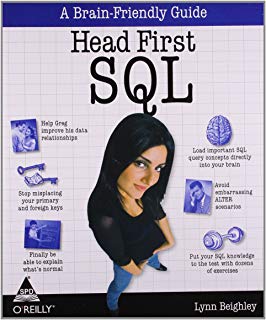 A Brain-Friendly Guide
Head First
SQL
Help Greg
improve his data
relationships
Load important SQL
query concepts directly
into your brain
Stop misplacing
your primary
and foreign keys
Avoid
embarrassing
ALTER
scenarios
Finally be
able to explain
what's normal
Put your SQL knowledge
to the test with dozens
of exercises
SPD
O'REILLY®
Lynn Beighley